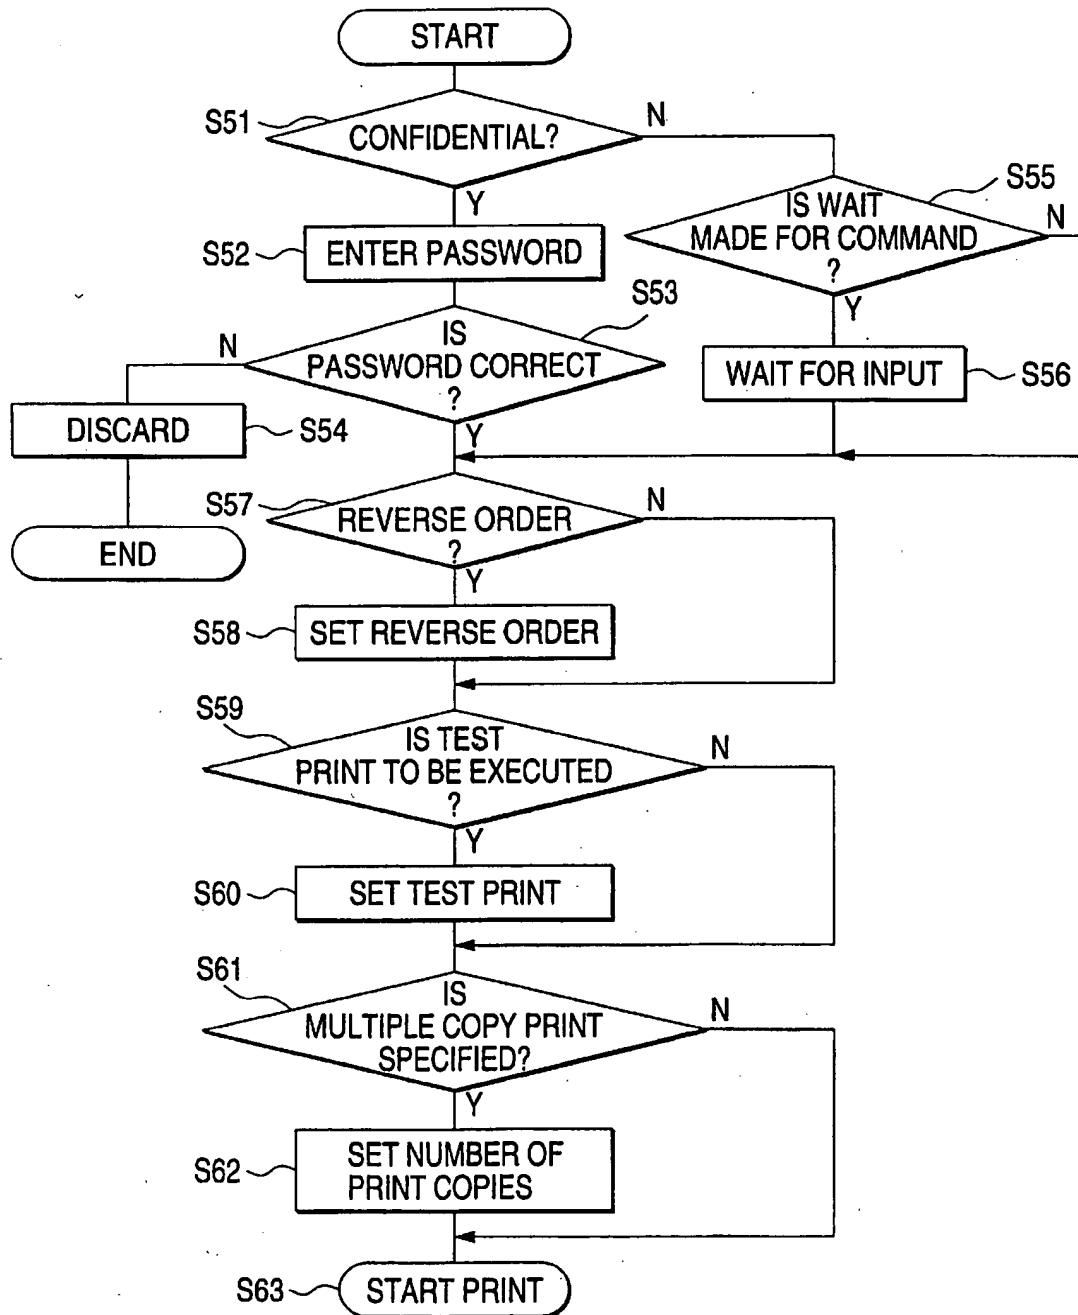 START
S51
CONFIDENTIAL?
N
Y
S55
IS WAIT
MADE FOR COMMAND
?
N
Y
S52
ENTER PASSWORD
S53
IS
PASSWORD CORRECT
?
N
Y
WAIT FOR INPUT
S56
DISCARD
S54
END
S57
REVERSE ORDER
?
N
Y
S58
SET REVERSE ORDER
S59
IS TEST
PRINT TO BE EXECUTED
?
N
Y
S60
SET TEST PRINT
S61
IS
MULTIPLE COPY PRINT
SPECIFIED?
N
Y
S62
SET NUMBER OF
PRINT COPIES
S63
START PRINT